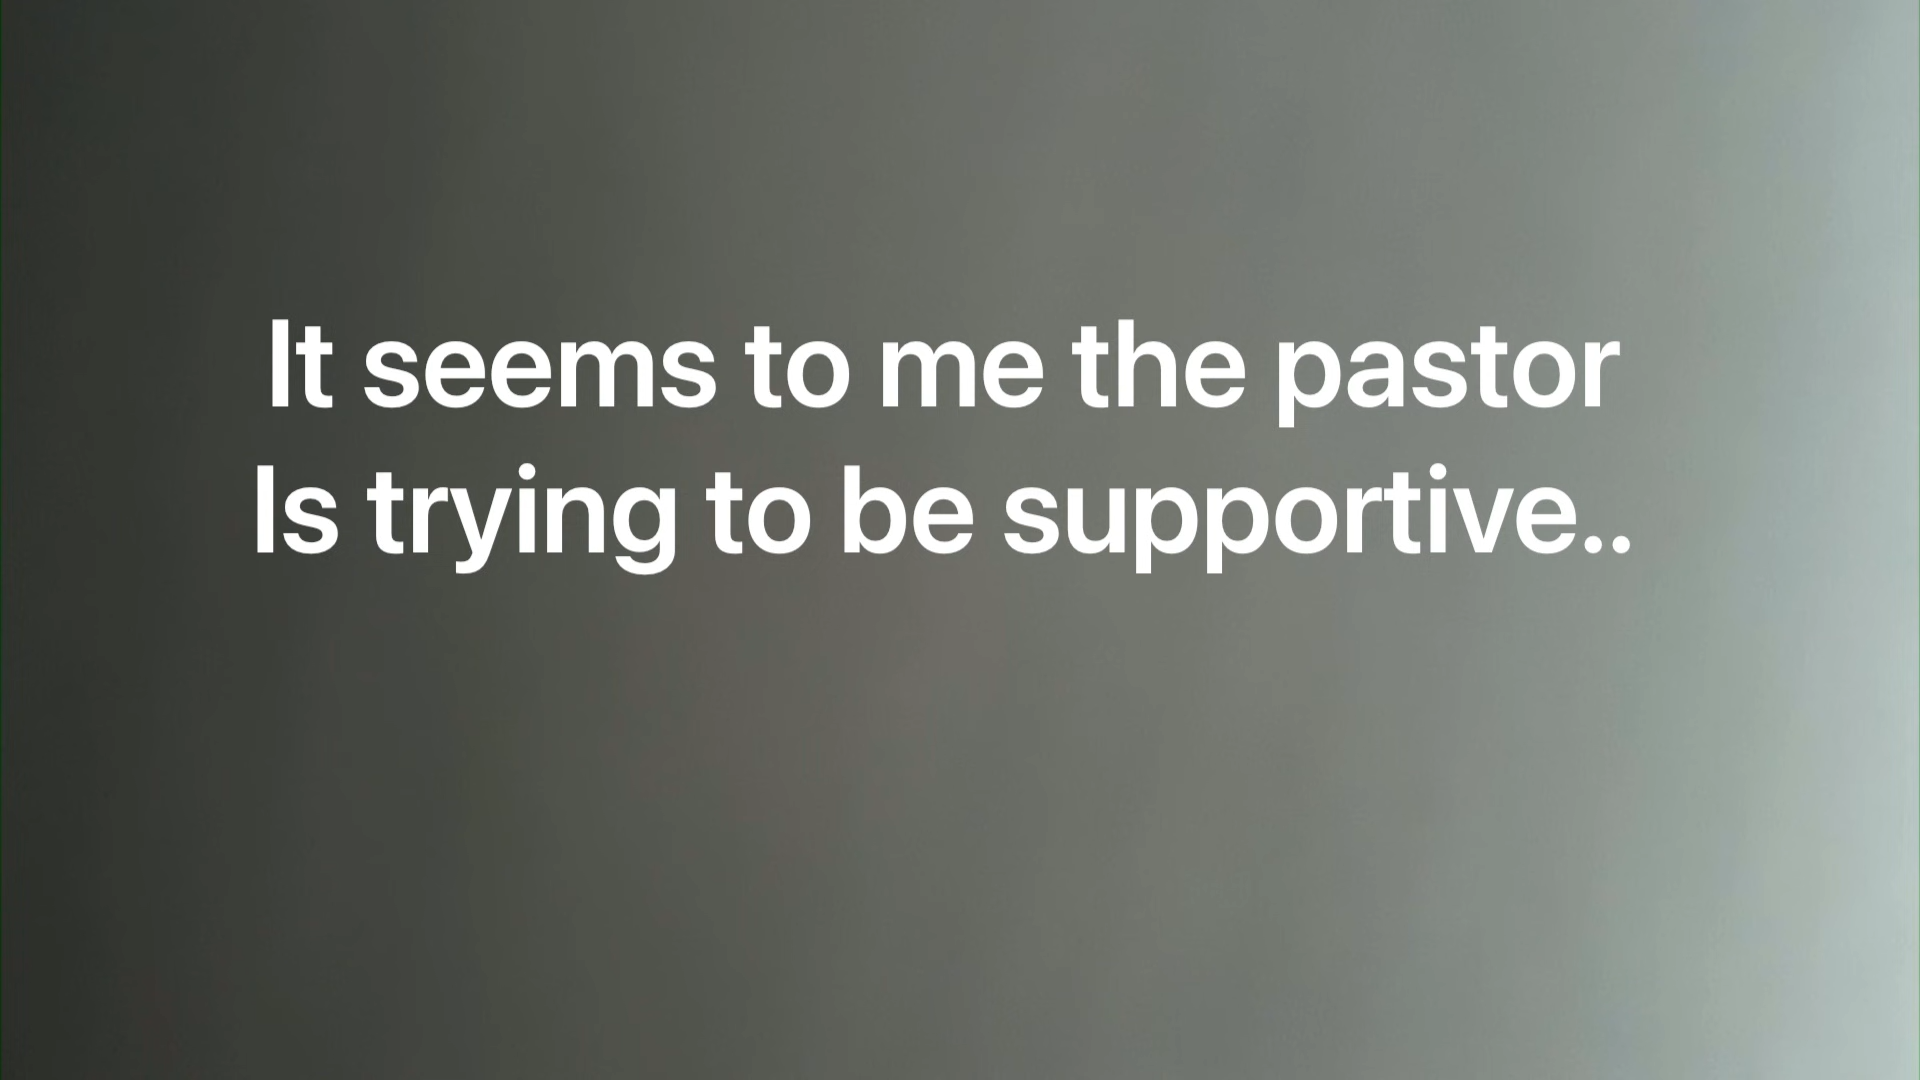 It seems to me the pastor
Is trying to be supportive..